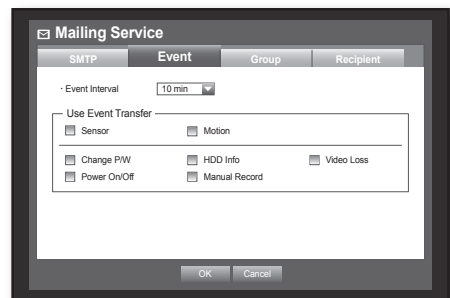 Mailing Service
SMTP Event Group Recipient
· Event Interval 10 min
Use Event Transfer
Sensor Motion
Change P/W HDD Info Video Loss
Power On/Off Manual Record
OK Cancel